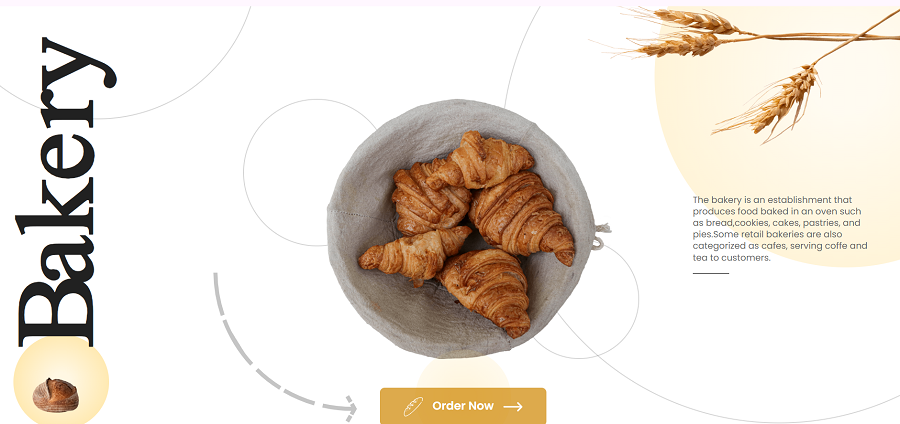 Bakery
The bakery is an establishment that
produces food baked in an oven such
as bread,cookies, cakes, pastries, and
pies.Some retail bakeries are also
categorized as cafes, serving coffe and
tea to customers.
Order Now